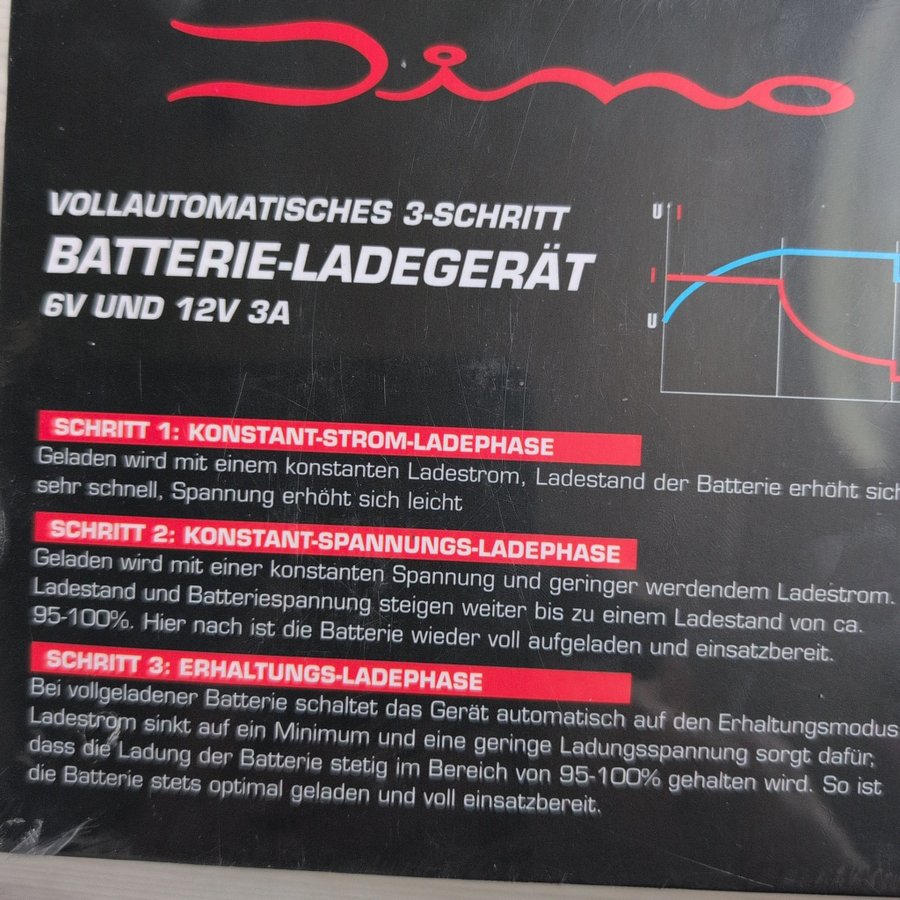 Dino
VOLLAUTOMATISCHES 3-SCHRITT
BATTERIE-LADEGERÄT
6V UND 12V 3A
U I
I
U
SCHRITT 1: KONSTANT-STROM-LADEPHASE
Geladen wird mit einem konstanten Ladestrom, Ladestand der Batterie erhöht sich
sehr schnell, Spannung erhöht sich leicht
SCHRITT 2: KONSTANT-SPANNUNGS-LADEPHASE
Geladen wird mit einer konstanten Spannung und geringer werdendem Ladestrom.
Ladestand und Batteriespannung steigen weiter bis zu einem Ladestand von ca.
95-100%. Hier nach ist die Batterie wieder voll aufgeladen und einsatzbereit.
SCHRITT 3: ERHALTUNGS-LADEPHASE
Bei vollgeladener Batterie schaltet das Gerät automatisch auf den Erhaltungsmodus
Ladestrom sinkt auf ein Minimum und eine geringe Ladungsspannung sorgt dafür,
dass die Ladung der Batterie stetig im Bereich von 95-100% gehalten wird. So ist
die Batterie stets optimal geladen und voll einsatzbereit.